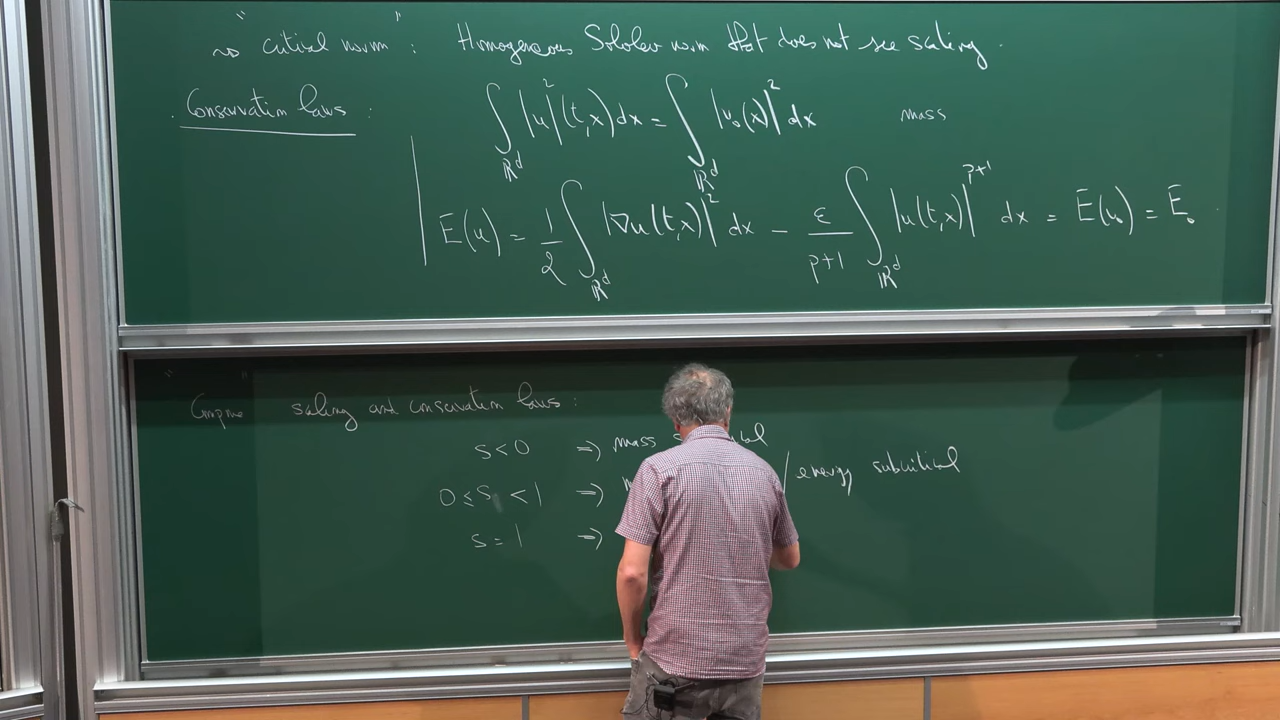 ~> "critical norm" : Homogeneous Sobolev norm that does not see scaling.
. Conservation laws : ∫_{ℝ^d} |u|²(t,x)dx = ∫_{ℝ^d} |u₀(x)|² dx mass
E(u) = 1/2 ∫_{ℝ^d} |∇u(t,x)|² dx - ε/(p+1) ∫_{ℝ^d} |u(t,x)|^{p+1} dx = E(u₀) = E₀.
scaling and conservation laws :
s<0 => mass
0≤s<1 => / energy subcritical
s=1 =>